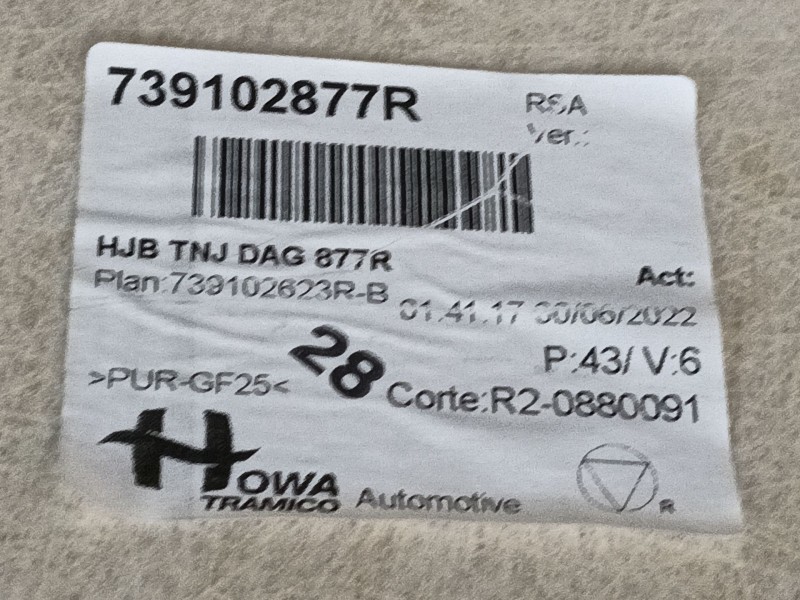 739102877R
RSA
Ver.:
HJB TNJ DAG 877R
Plan:739102623R-B
Act:
01.41.17 30/06/2022
28
P:43/ V:6
>PUR-GF25<
Corte:R2-0880091
HOWA
TRAMICO Automotive
R